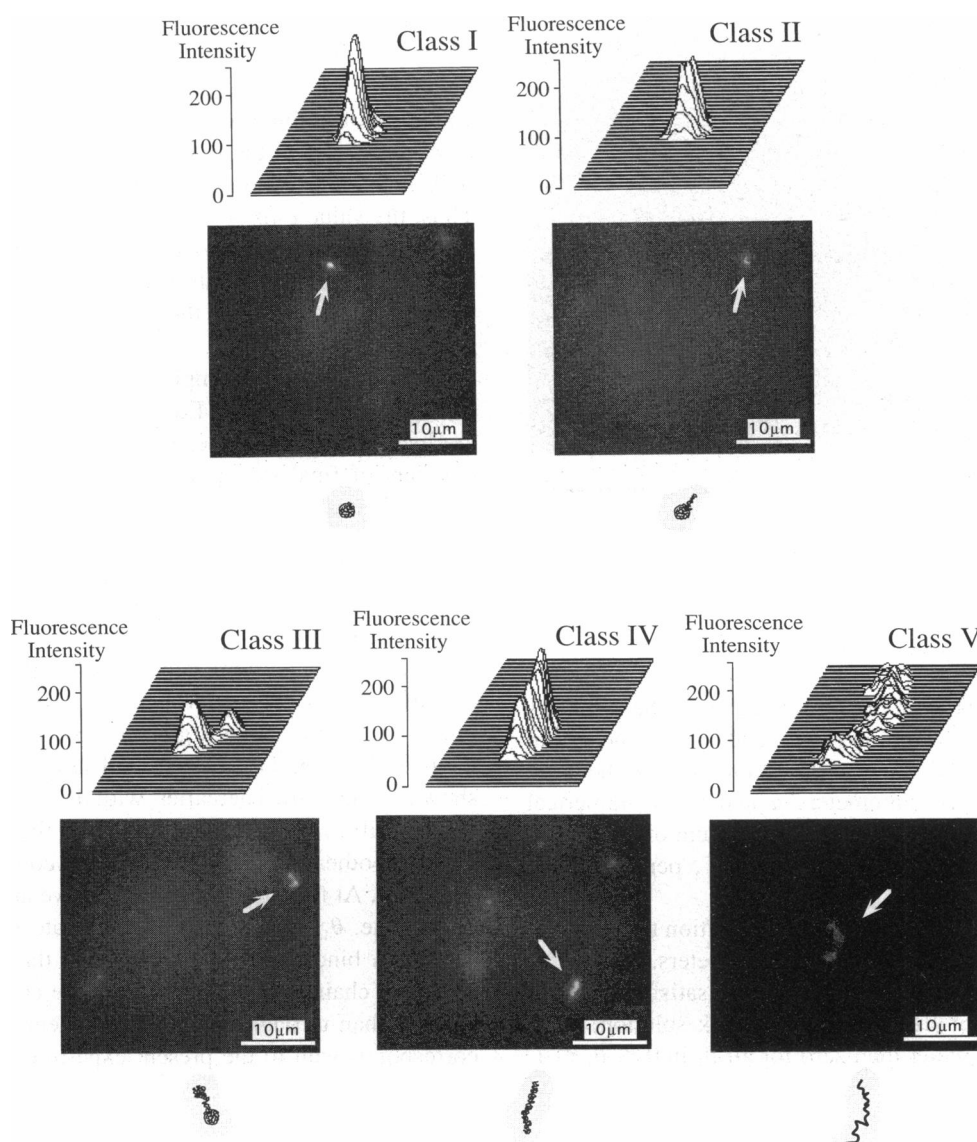 Fluorescence
Intensity
Class I
200
100
0
10μm
Fluorescence
Intensity
Class II
200
100
0
10μm
Fluorescence
Intensity
Class III
200
100
0
10μm
Fluorescence
Intensity
Class IV
200
100
0
10μm
Fluorescence
Intensity
Class V
200
100
0
10μm